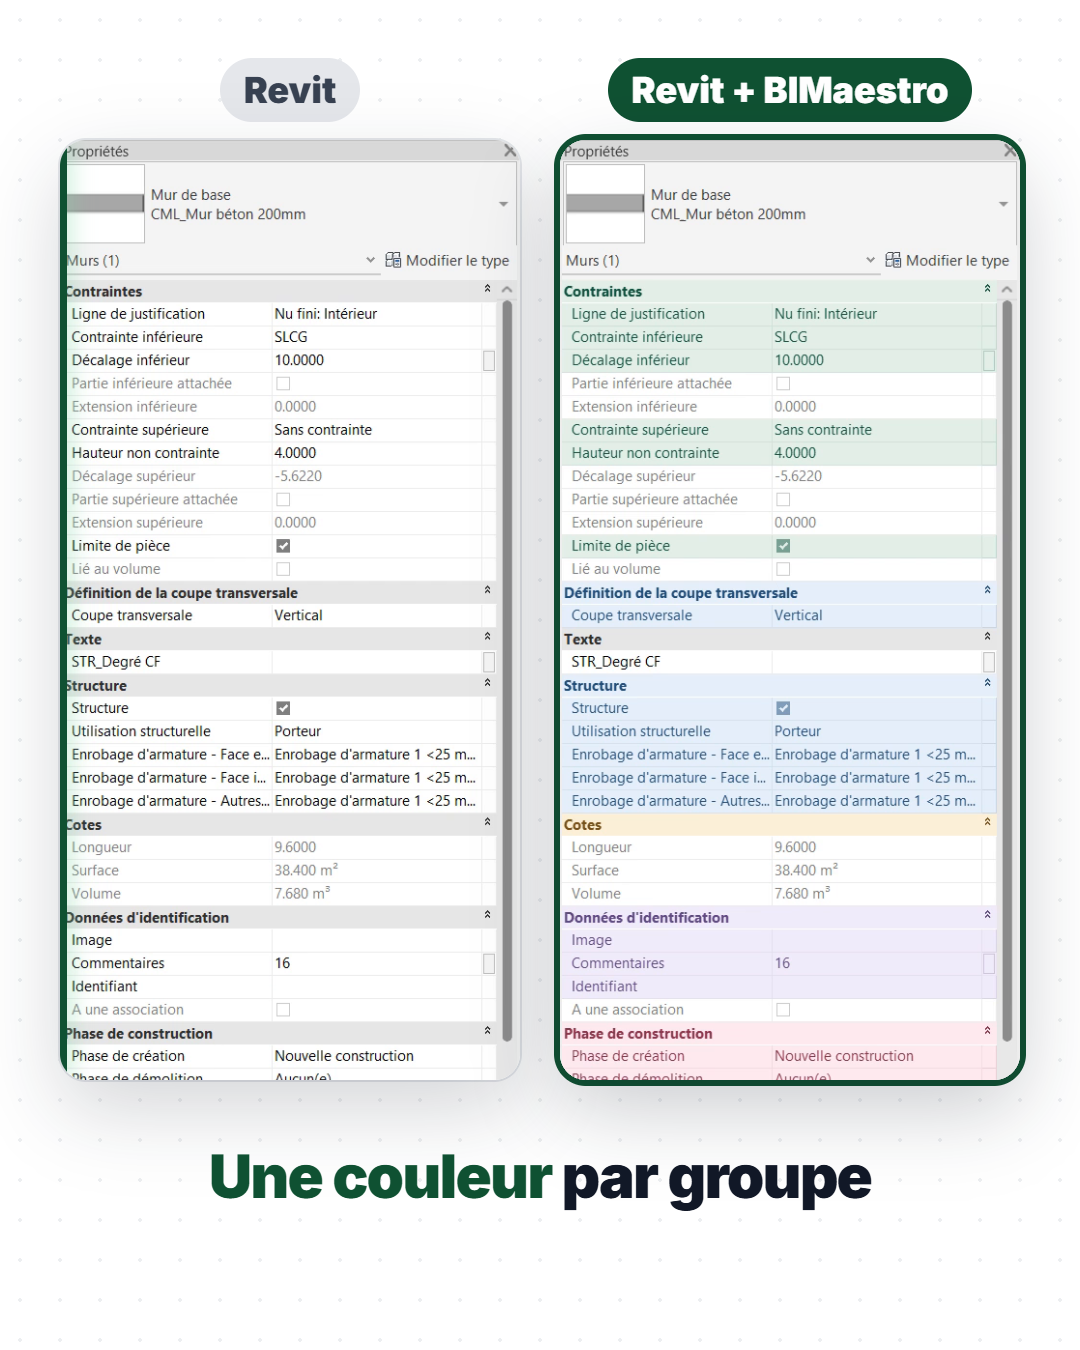 Revit
Propriétés
Mur de base
CML_Mur béton 200mm
Murs (1)
Modifier le type
Contraintes
Ligne de justification Nu fini: Intérieur
Contrainte inférieure SLCG
Décalage inférieur 10.0000
Partie inférieure attachée
Extension inférieure 0.0000
Contrainte supérieure Sans contrainte
Hauteur non contrainte 4.0000
Décalage supérieur -5.6220
Partie supérieure attachée
Extension supérieure 0.0000
Limite de pièce
Lié au volume
Définition de la coupe transversale
Coupe transversale Vertical
Texte
STR_Degré CF
Structure
Structure
Utilisation structurelle Porteur
Enrobage d'armature - Face e... Enrobage d'armature 1 <25 m...
Enrobage d'armature - Face i... Enrobage d'armature 1 <25 m...
Enrobage d'armature - Autres... Enrobage d'armature 1 <25 m...
Cotes
Longueur 9.6000
Surface 38.400 m²
Volume 7.680 m³
Données d'identification
Image
Commentaires 16
Identifiant
A une association
Phase de construction
Phase de création Nouvelle construction
Phase de démolition Aucun(e)
Revit + BIMaestro
Propriétés
Mur de base
CML_Mur béton 200mm
Murs (1)
Modifier le type
Contraintes
Ligne de justification Nu fini: Intérieur
Contrainte inférieure SLCG
Décalage inférieur 10.0000
Partie inférieure attachée
Extension inférieure 0.0000
Contrainte supérieure Sans contrainte
Hauteur non contrainte 4.0000
Décalage supérieur -5.6220
Partie supérieure attachée
Extension supérieure 0.0000
Limite de pièce
Lié au volume
Définition de la coupe transversale
Coupe transversale Vertical
Texte
STR_Degré CF
Structure
Structure
Utilisation structurelle Porteur
Enrobage d'armature - Face e... Enrobage d'armature 1 <25 m...
Enrobage d'armature - Face i... Enrobage d'armature 1 <25 m...
Enrobage d'armature - Autres... Enrobage d'armature 1 <25 m...
Cotes
Longueur 9.6000
Surface 38.400 m²
Volume 7.680 m³
Données d'identification
Image
Commentaires 16
Identifiant
A une association
Phase de construction
Phase de création Nouvelle construction
Phase de démolition Aucun(e)
Une couleur par groupe